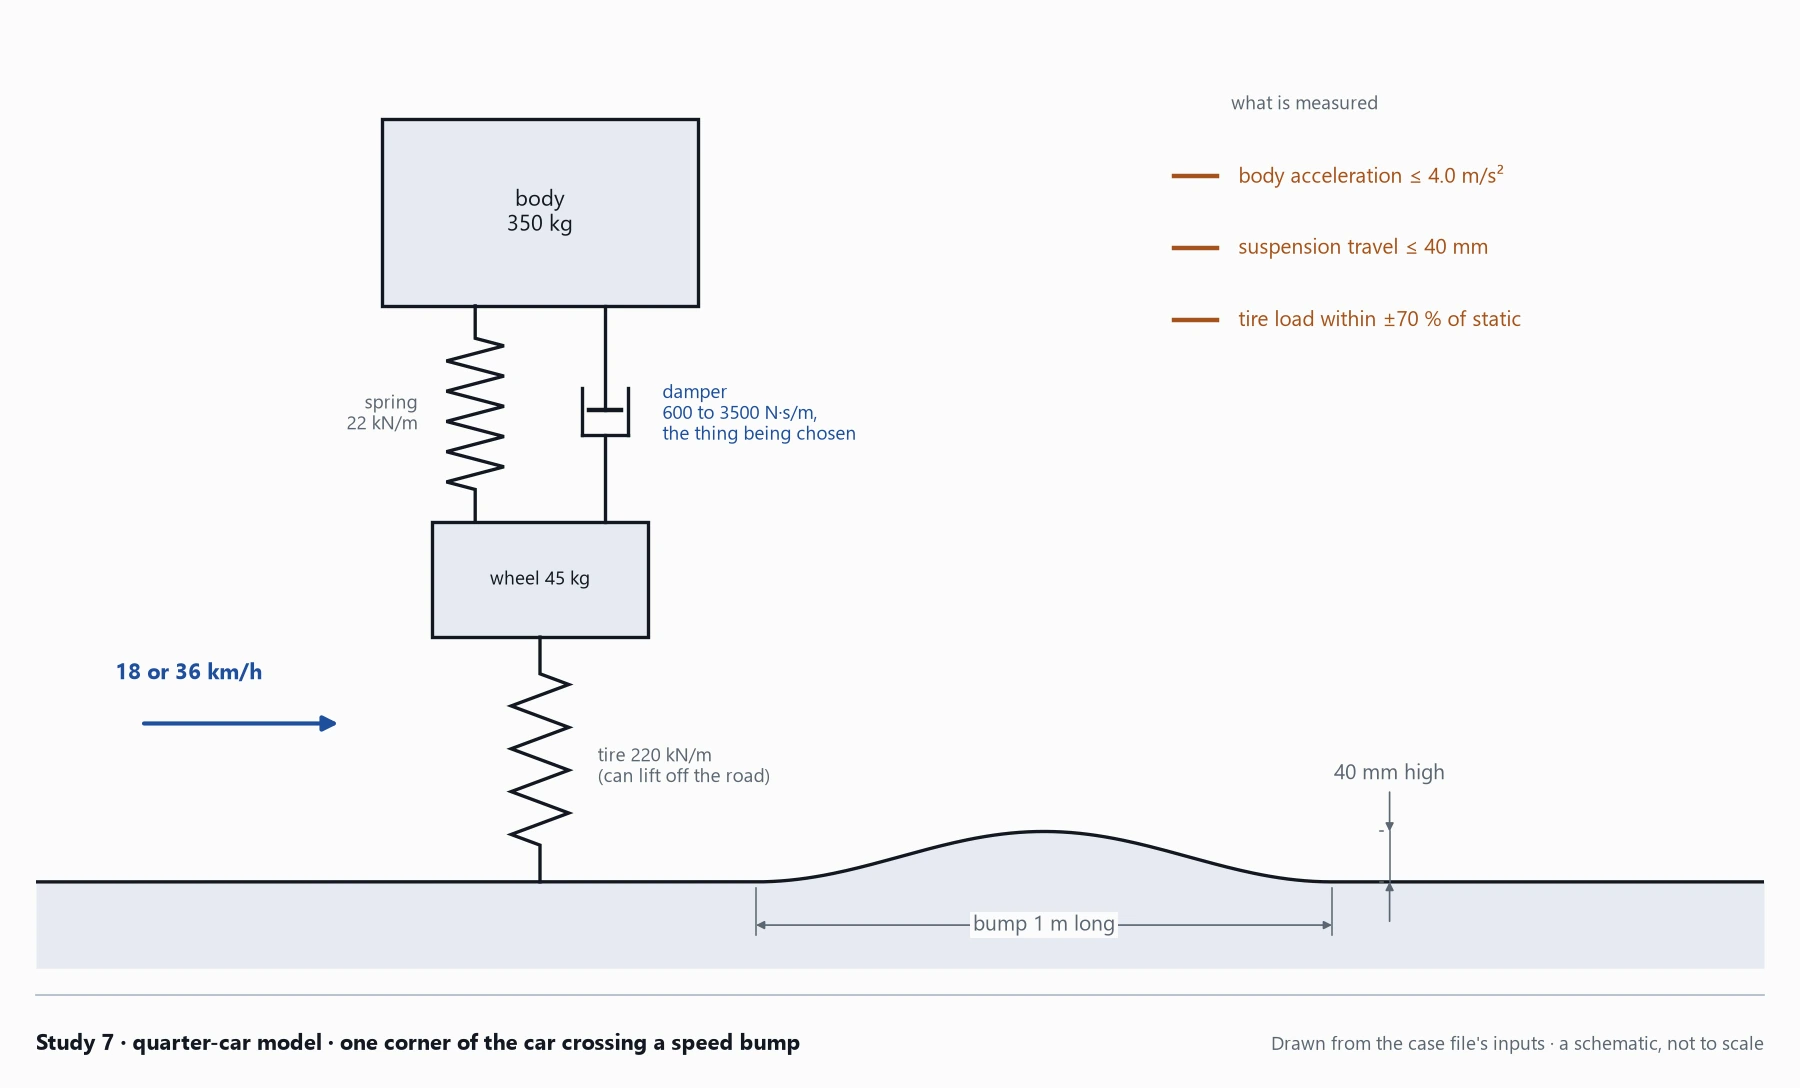 what is measured
body acceleration ≤ 4.0 m/s²
suspension travel ≤ 40 mm
tire load within ±70 % of static
body
350 kg
spring
22 kN/m
damper
600 to 3500 N·s/m,
the thing being chosen
wheel 45 kg
18 or 36 km/h
tire 220 kN/m
(can lift off the road)
40 mm high
bump 1 m long
Study 7 · quarter-car model · one corner of the car crossing a speed bump
Drawn from the case file's inputs · a schematic, not to scale